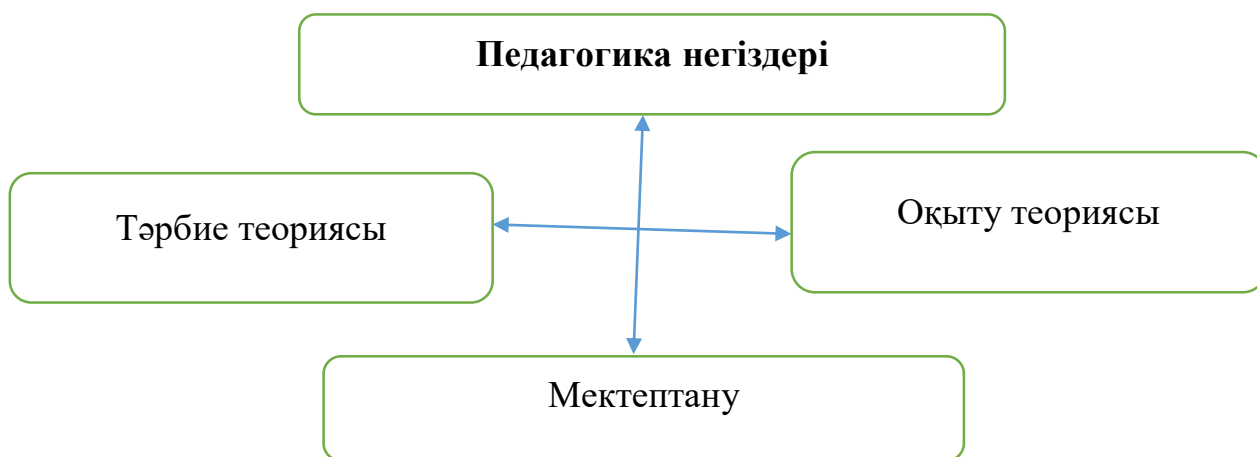 Педагогика негіздері
Тәрбие теориясы
Оқыту теориясы
Мектептану